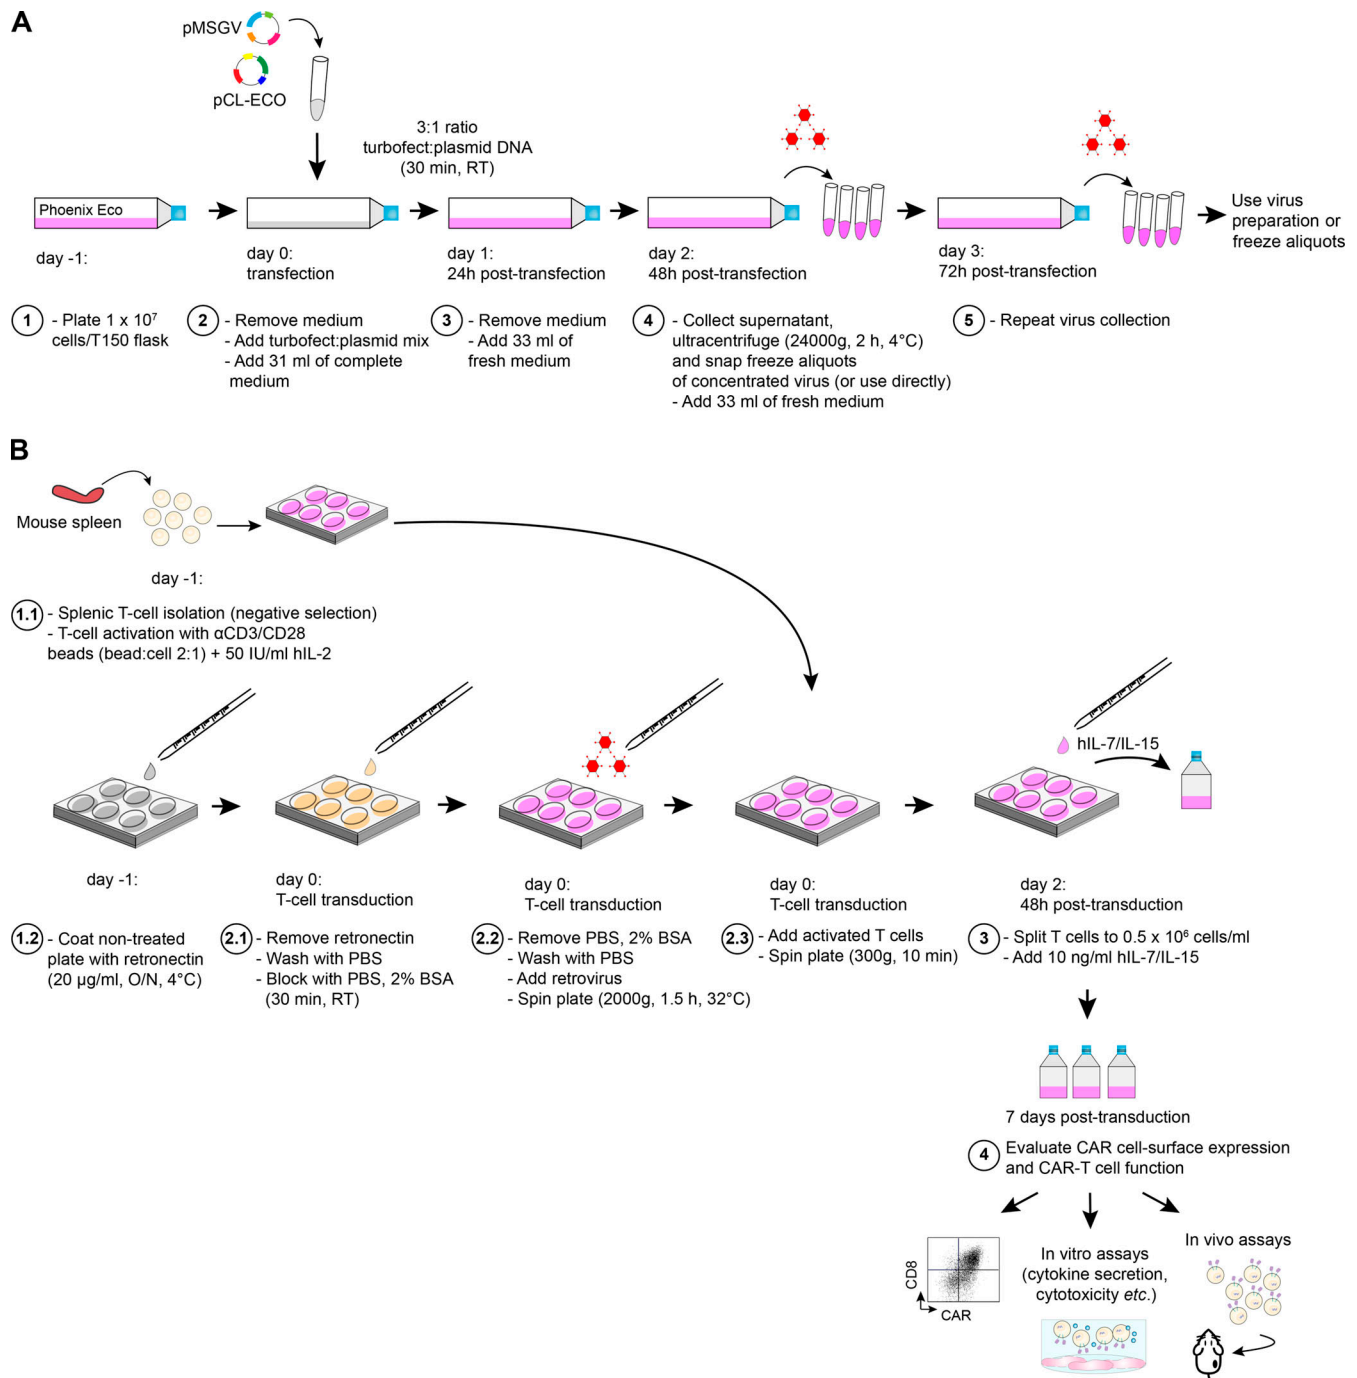 A
pMSGV
pCL-ECO
3:1 ratio
turbofect:plasmid DNA
(30 min, RT)
Phoenix Eco
day -1:
day 0:
transfection
day 1:
24h post-transfection
day 2:
48h post-transfection
day 3:
72h post-transfection
Use virus
preparation or
freeze aliquots
1 - Plate 1 x 10⁷
cells/T150 flask
2 - Remove medium
- Add turbofect:plasmid mix
- Add 31 ml of complete
medium
3 - Remove medium
- Add 33 ml of
fresh medium
4 - Collect supernatant,
ultracentrifuge (24000g, 2 h, 4°C)
and snap freeze aliquots
of concentrated virus (or use directly)
- Add 33 ml of fresh medium
5 - Repeat virus collection
B
Mouse spleen
day -1:
1.1 - Splenic T-cell isolation (negative selection)
- T-cell activation with αCD3/CD28
beads (bead:cell 2:1) + 50 IU/ml hIL-2
hIL-7/IL-15
day -1:
day 0:
T-cell transduction
day 0:
T-cell transduction
day 0:
T-cell transduction
day 2:
48h post-transduction
1.2 - Coat non-treated
plate with retronectin
(20 µg/ml, O/N, 4°C)
2.1 - Remove retronectin
- Wash with PBS
- Block with PBS, 2% BSA
(30 min, RT)
2.2 - Remove PBS, 2% BSA
- Wash with PBS
- Add retrovirus
- Spin plate (2000g, 1.5 h, 32°C)
2.3 - Add activated T cells
- Spin plate (300g, 10 min)
3 - Split T cells to 0.5 x 10⁶ cells/ml
- Add 10 ng/ml hIL-7/IL-15
7 days post-transduction
4 Evaluate CAR cell-surface expression
and CAR-T cell function
CD8
CAR
In vitro assays
(cytokine secretion,
cytotoxicity etc.)
In vivo assays